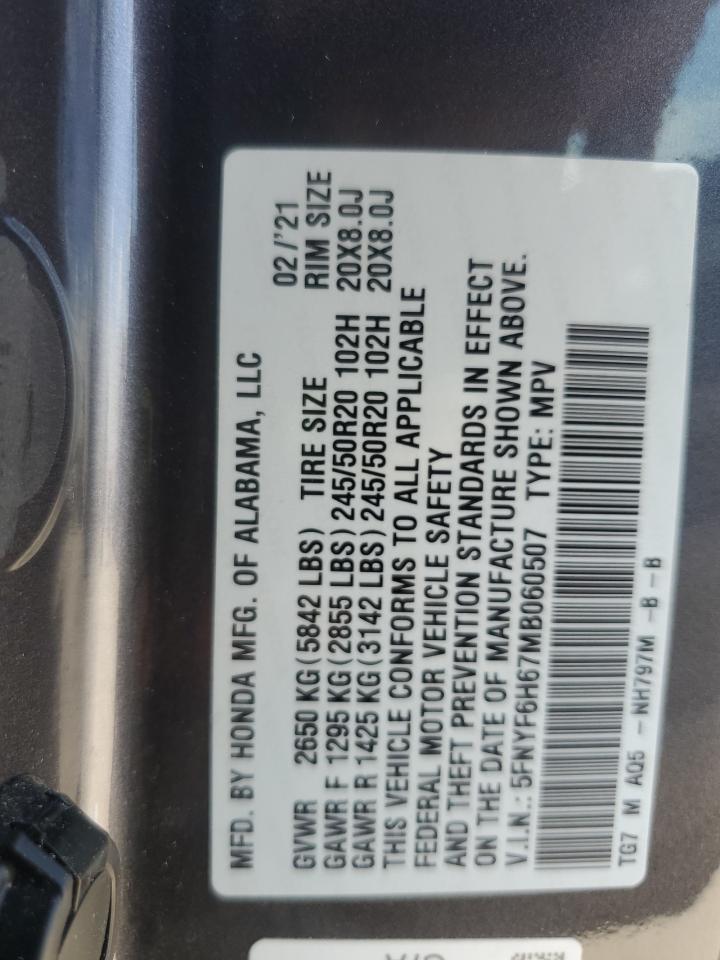 MFD. BY HONDA MFG. OF ALABAMA, LLC 02/'21
GVWR 2650 KG(5842 LBS) TIRE SIZE RIM SIZE
GAWR F 1295 KG(2855 LBS)245/50R20 102H 20X8.0J
GAWR R 1425 KG(3142 LBS)245/50R20 102H 20X8.0J
THIS VEHICLE CONFORMS TO ALL APPLICABLE
FEDERAL MOTOR VEHICLE SAFETY
AND THEFT PREVENTION STANDARDS IN EFFECT
ON THE DATE OF MANUFACTURE SHOWN ABOVE.
V.I.N.: 5FNYF6H67MB060507 TYPE: MPV
TG7 M A05 - NH797M -B -B